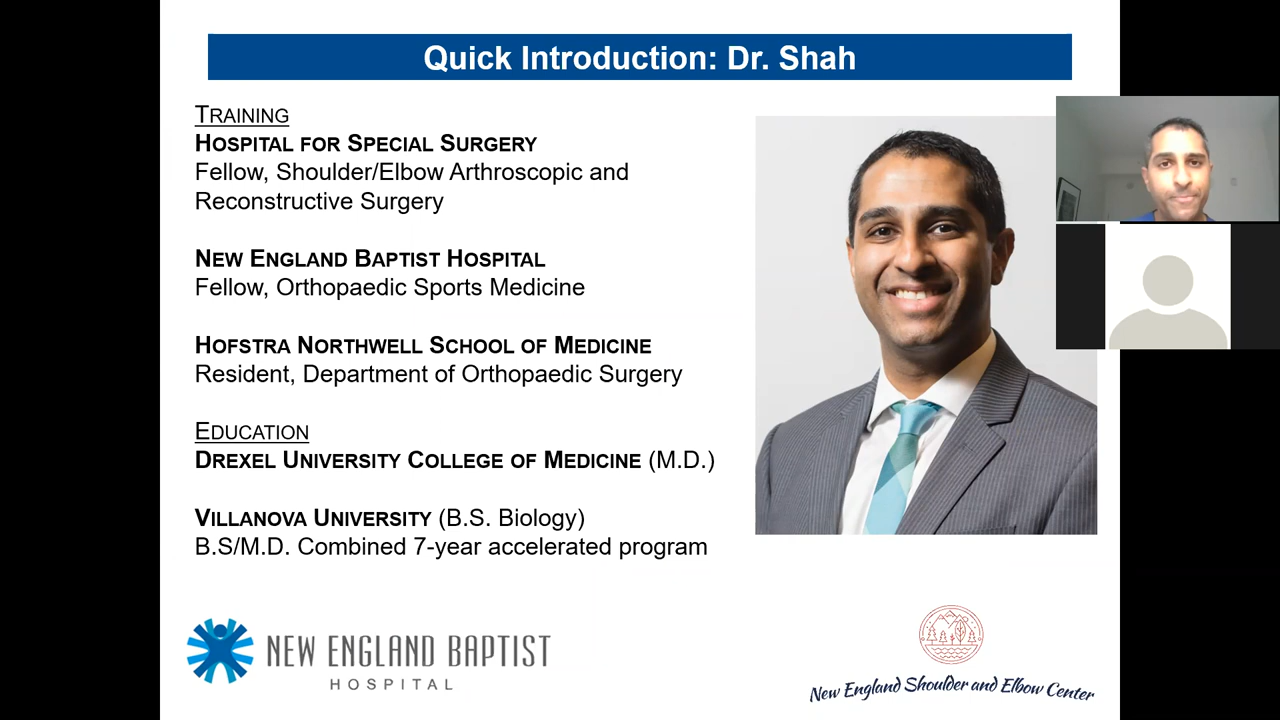 Quick Introduction: Dr. Shah
TRAINING
HOSPITAL FOR SPECIAL SURGERY
Fellow, Shoulder/Elbow Arthroscopic and
Reconstructive Surgery
NEW ENGLAND BAPTIST HOSPITAL
Fellow, Orthopaedic Sports Medicine
HOFSTRA NORTHWELL SCHOOL OF MEDICINE
Resident, Department of Orthopaedic Surgery
EDUCATION
DREXEL UNIVERSITY COLLEGE OF MEDICINE (M.D.)
VILLANOVA UNIVERSITY (B.S. Biology)
B.S/M.D. Combined 7-year accelerated program
NEW ENGLAND BAPTIST
HOSPITAL
New England Shoulder and Elbow Center